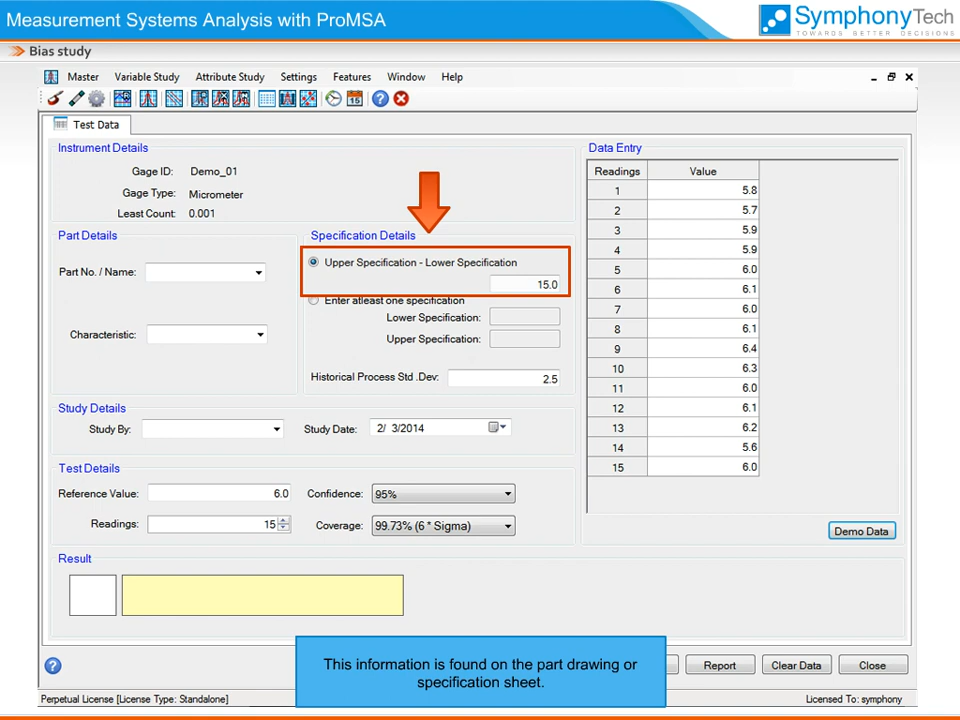 Measurement Systems Analysis with ProMSA
SymphonyTech
TOWARDS BETTER DECISIONS
Bias study
Master Variable Study Attribute Study Settings Features Window Help
15
Test Data
Instrument Details
Gage ID: Demo_01
Gage Type: Micrometer
Least Count: 0.001
Part Details
Part No. / Name:
Characteristic:
Specification Details
Upper Specification - Lower Specification
15.0
Enter atleast one specification
Lower Specification:
Upper Specification:
Historical Process Std .Dev: 2.5
Study Details
Study By:
Study Date: 2/ 3/2014
Test Details
Reference Value: 6.0
Confidence: 95%
Readings: 15
Coverage: 99.73% (6 * Sigma)
Data Entry
Readings Value
1 5.8
2 5.7
3 5.9
4 5.9
5 6.0
6 6.1
7 6.0
8 6.1
9 6.4
10 6.3
11 6.0
12 6.1
13 6.2
14 5.6
15 6.0
Demo Data
Result
This information is found on the part drawing or
specification sheet.
Report Clear Data Close
Perpetual License [License Type: Standalone]
Licensed To: symphony